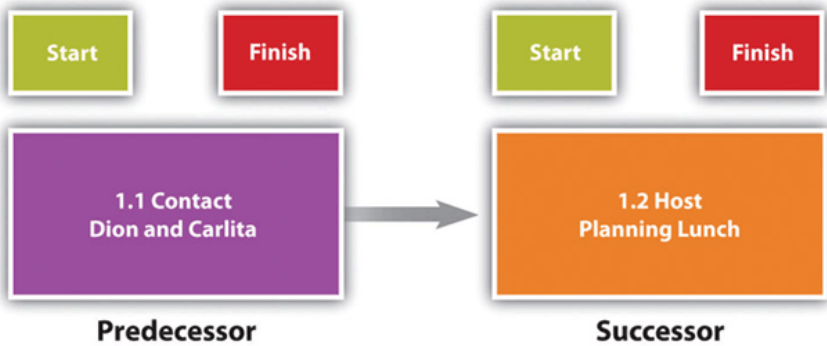 Start
Finish
Start
Finish
1.1 Contact
Dion and Carlita
1.2 Host
Planning Lunch
Predecessor
Successor